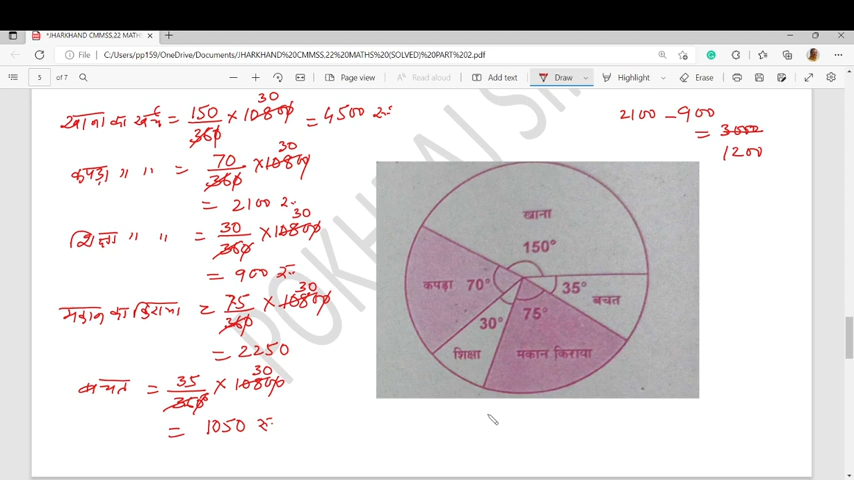 *JHARKHAND CMMSS,22 MATHS (S
File
C:/Users/pp159/OneDrive/Documents/JHARKHAND%20CMMSS,22%20MATHS(SOLVED)%20PART%202.pdf
5 of 7
Page view
Read aloud
Add text
Draw
Highlight
Erase
खाना का खर्च = 150/360 × 10800 30 = 4500 रु॰
कपड़ा " " = 70/360 × 10800 30
= 2100 रु॰
शिक्षा " " = 30/360 × 10800 30
= 900 रु॰
मकान का किराया = 75/360 × 10800 30
= 2250
बचत = 35/360 × 10800 30
= 1050 रु॰
2100 - 900
= 3000
1200
खाना
150°
कपड़ा 70°
35°
बचत
30°
75°
शिक्षा
मकान किराया
POKHRAJ S